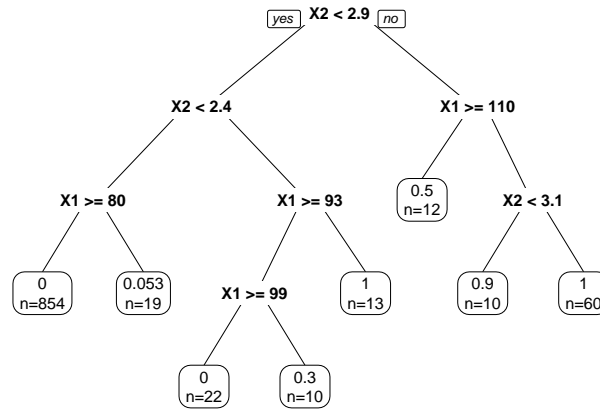 yes X2 < 2.9 no
X2 < 2.4 X1 >= 110
X1 >= 80 X1 >= 93 0.5 X2 < 3.1
n=12
0 0.053 X1 >= 99 1 0.9 1
n=854 n=19 n=13 n=10 n=60
0 0.3
n=22 n=10